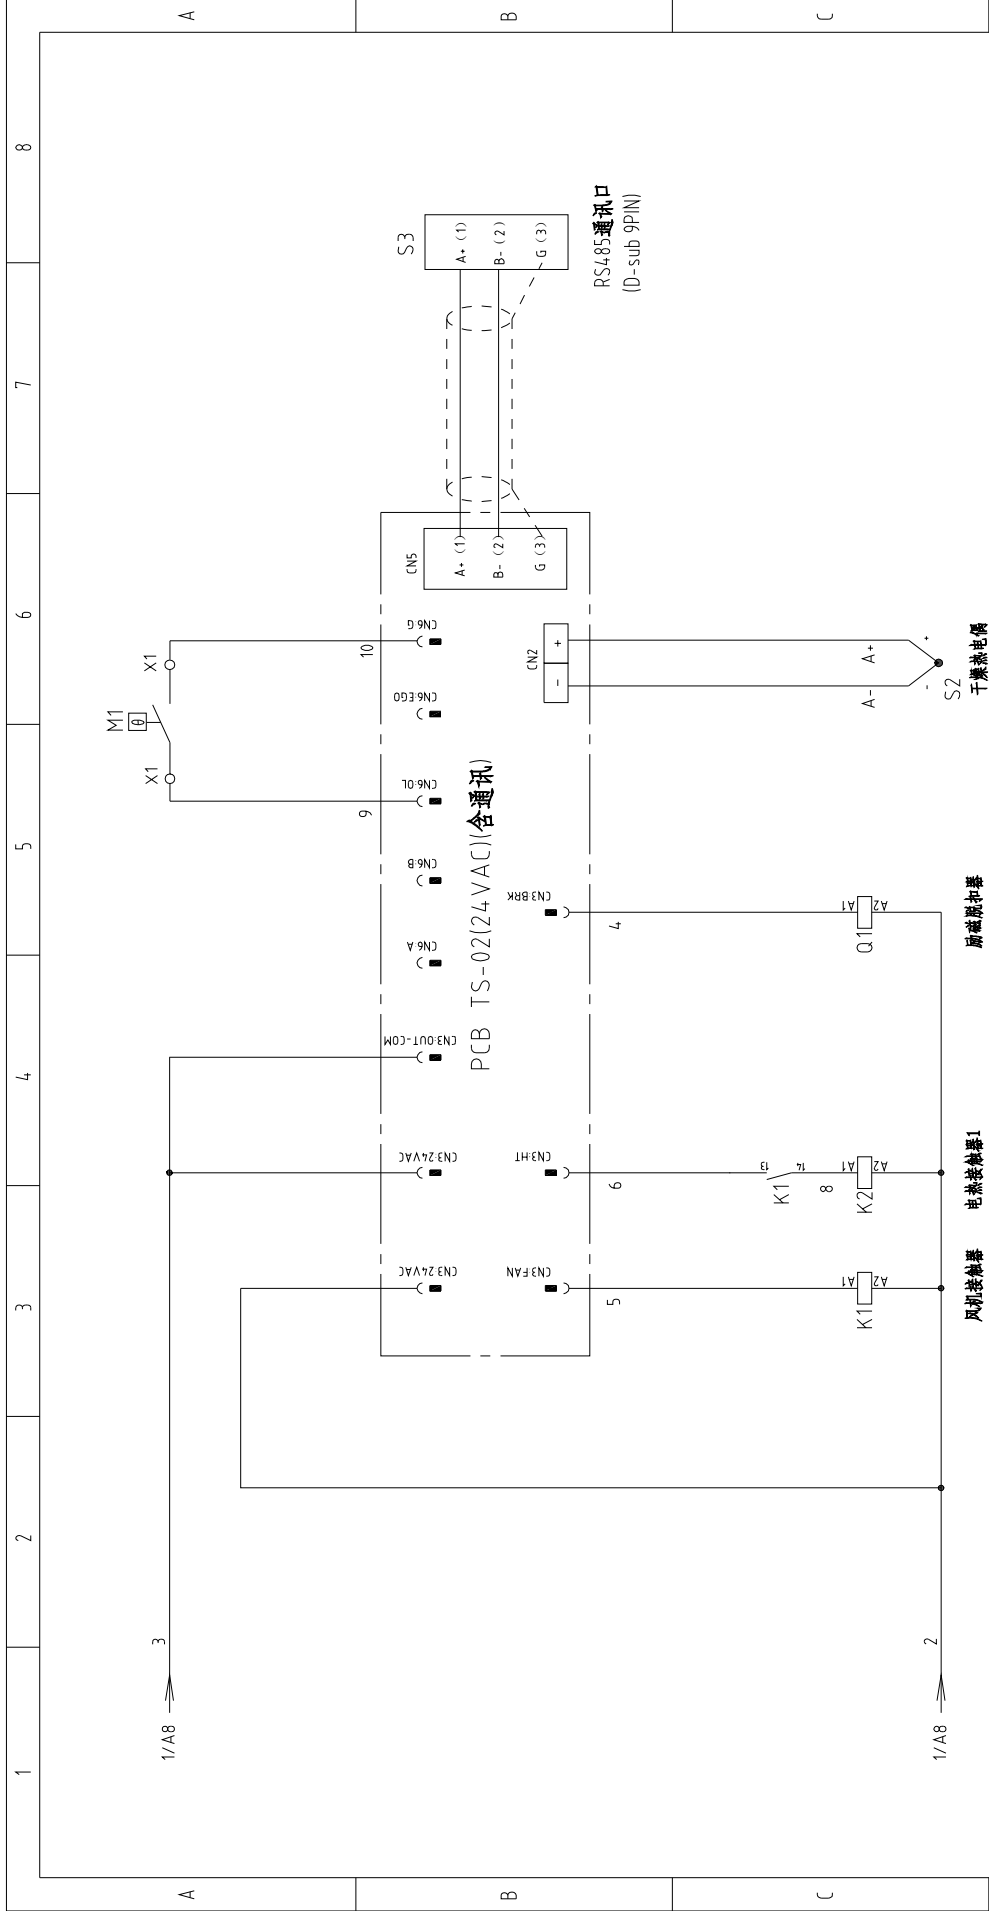 1
2
3
4
5
6
7
8
A
A
B
B
C
C
1/A8
3
1/A8
2
M1
θ
X1
X1
9
10
CN3:24VAC
CN3:24VAC
CN3:OUT-COM
CN6:A
CN6:B
CN6:OL
CN6:EGO
CN6:G
PCB TS-02(24VAC)(含通讯)
CN3:FAN
CN3:HT
CN3:BRK
CN5
A+ (1)
B- (2)
G (3)
S3
A+ (1)
B- (2)
G (3)
RS485通讯口
(D-sub 9PIN)
CN2
-
+
5
6
4
K1
13
14
8
K1
A1
A2
K2
A1
A2
Q1
A1
A2
A-
A+
-
+
S2
风机接触器
电热接触器1
励磁脱扣器
干燥热电偶